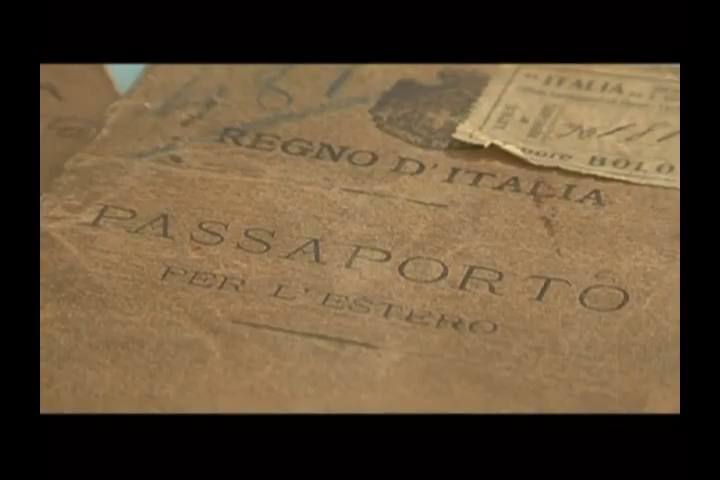 ITALIA
BOLO
REGNO D'ITALIA
PASSAPORTO
PER L'ESTERO